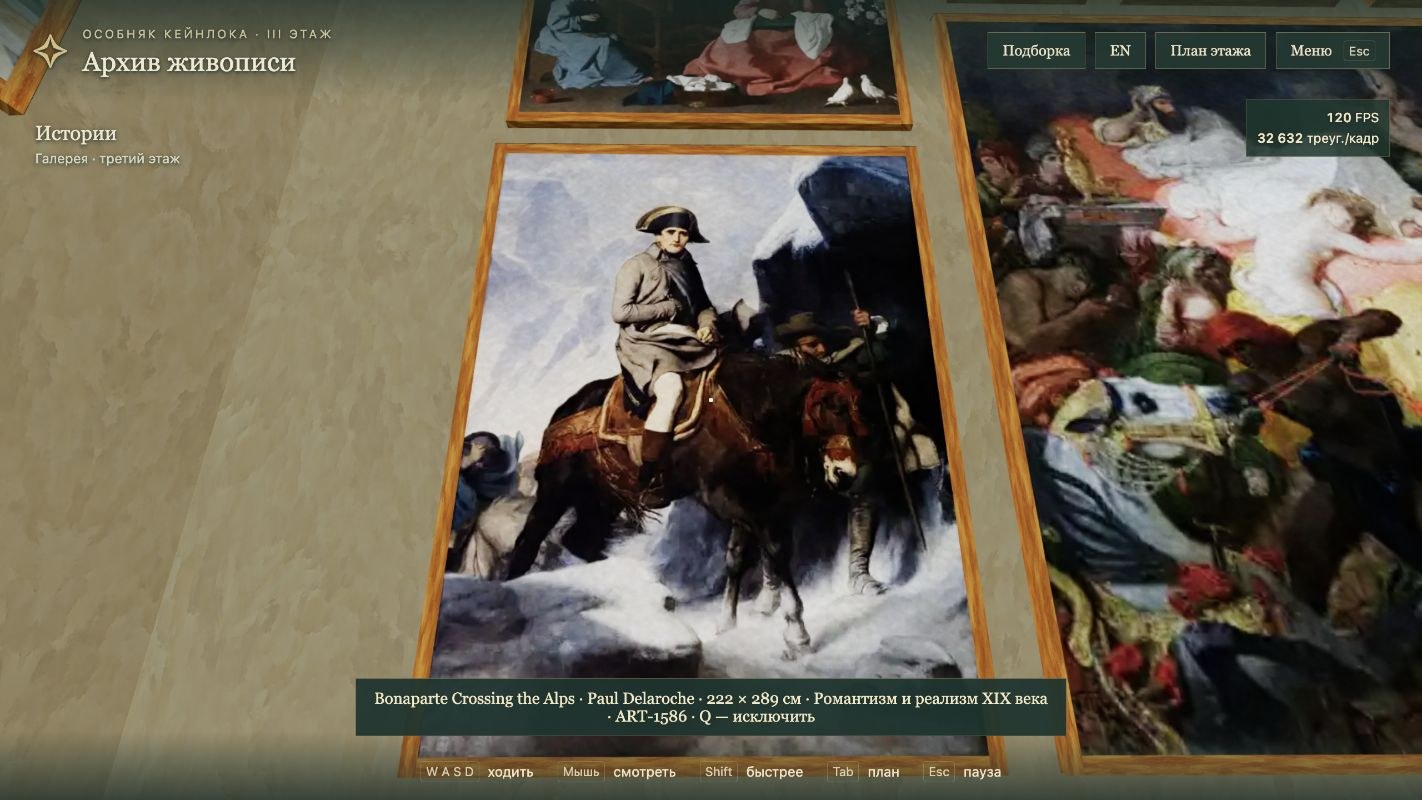 ОСОБНЯК КЕЙНЛОКА · III ЭТАЖ
Архив живописи
Подборка
EN
План этажа
Меню Esc
120 FPS
32 632 треуг./кадр
Истории
Галерея · третий этаж
Bonaparte Crossing the Alps · Paul Delaroche · 222 × 289 см · Романтизм и реализм XIX века
· ART-1586 · Q — исключить
WASD ходить Мышь смотреть Shift быстрее Tab план Esc пауза